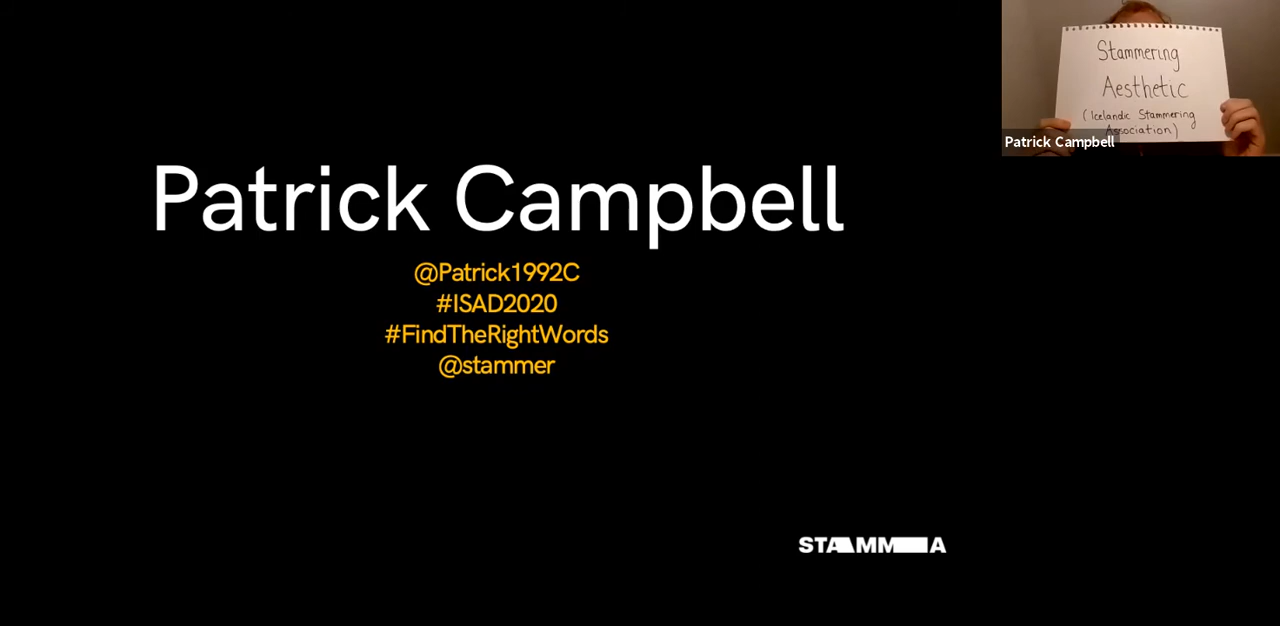 Patrick Campbell
@Patrick1992C
#ISAD2020
#FindTheRightWords
@stammer
STAMMA
Stammering
Aesthetic
(Icelandic Stammering
Association)
Patrick Campbell